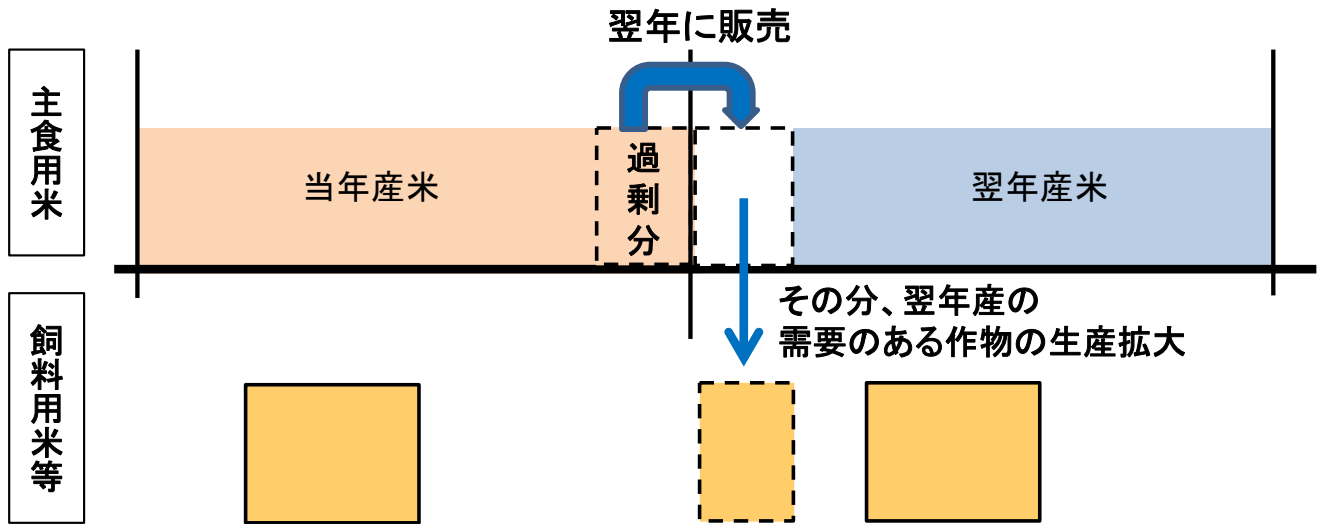 翌年に販売
主食用米
当年産米
過剰分
翌年産米
その分、翌年産の
需要のある作物の生産拡大
飼料用米等